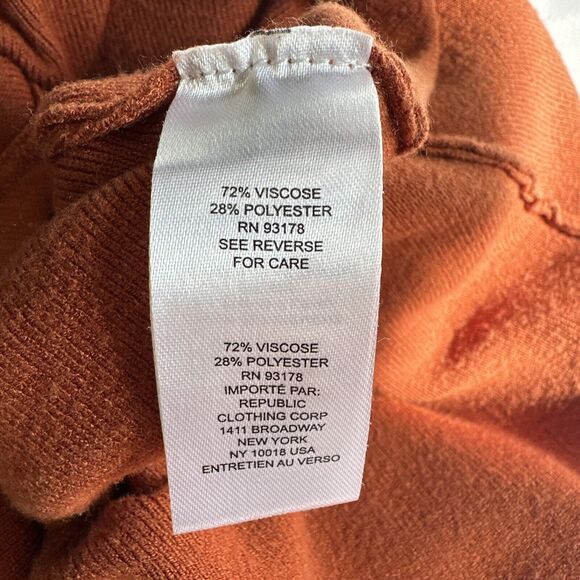 72% VISCOSE
28% POLYESTER
RN 93178
SEE REVERSE
FOR CARE
72% VISCOSE
28% POLYESTER
RN 93178
IMPORTÉ PAR:
REPUBLIC
CLOTHING CORP
1411 BROADWAY
NEW YORK
NY 10018 USA
ENTRETIEN AU VERSO